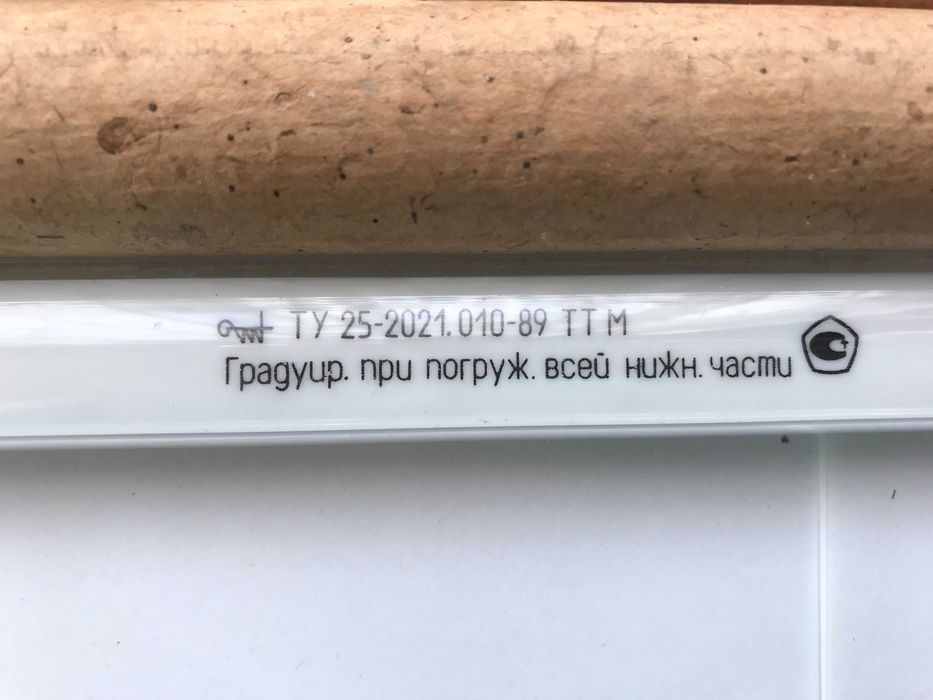 ТУ 25-2021.010-89 ТТ М
Градуир. при погруж. всей нижн. части